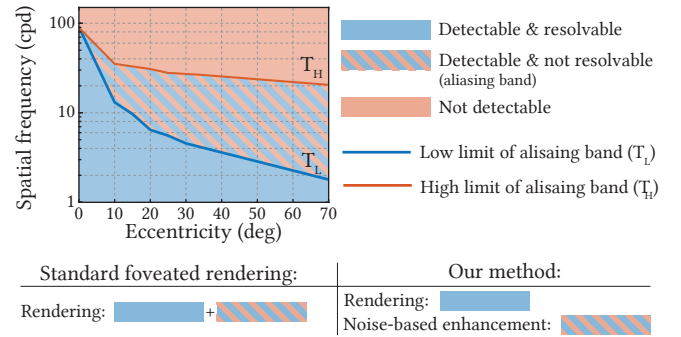 100
10
1
Spatial frequency (cpd)
T_H
T_L
0 10 20 30 40 50 60 70
Eccentricity (deg)
Detectable & resolvable
Detectable & not resolvable
(aliasing band)
Not detectable
Low limit of alisaing band (T_L)
High limit of alisaing band (T_H)
Standard foveated rendering:
Rendering: +
Our method:
Rendering:
Noise-based enhancement: